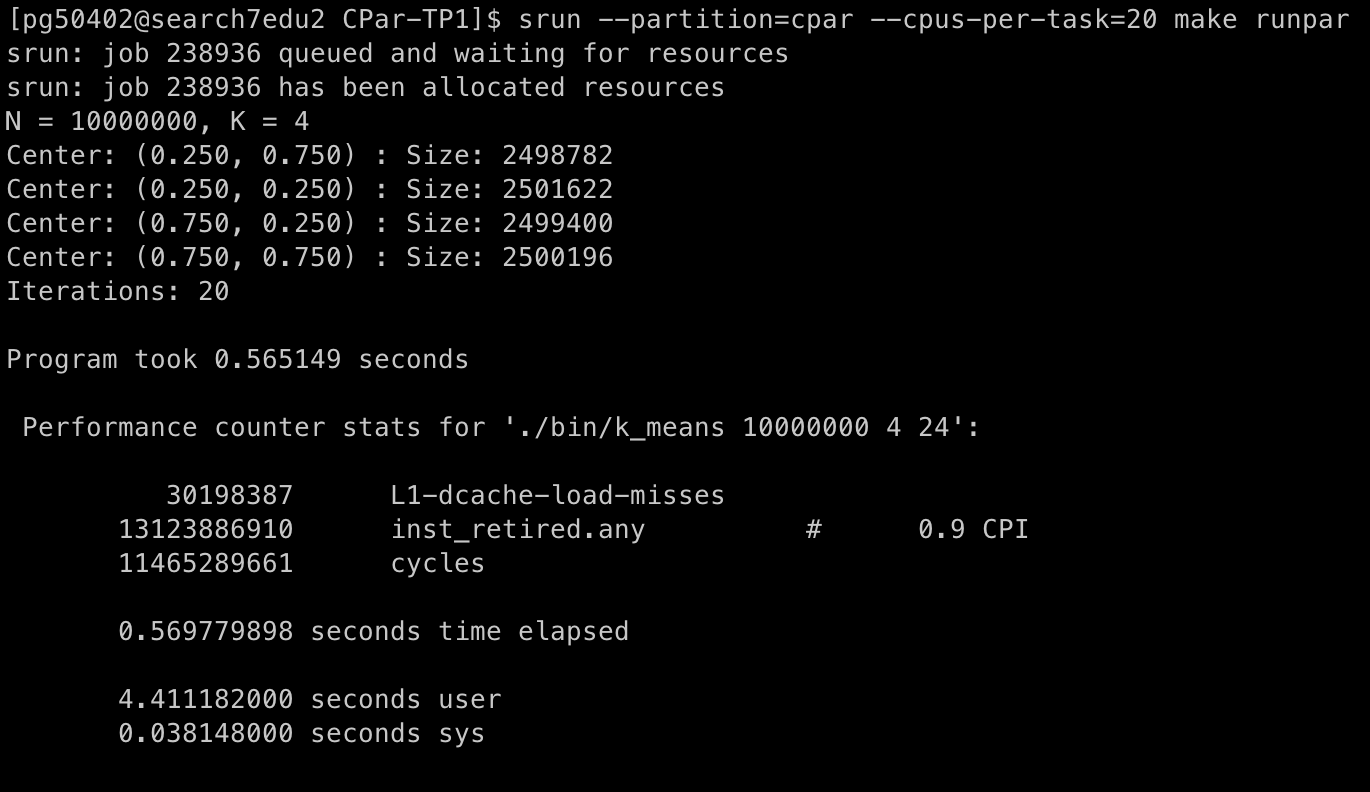 [pg50402@search7edu2 CPar-TP1]$ srun --partition=cpar --cpus-per-task=20 make runpar
srun: job 238936 queued and waiting for resources
srun: job 238936 has been allocated resources
N = 10000000, K = 4
Center: (0.250, 0.750) : Size: 2498782
Center: (0.250, 0.250) : Size: 2501622
Center: (0.750, 0.250) : Size: 2499400
Center: (0.750, 0.750) : Size: 2500196
Iterations: 20
Program took 0.565149 seconds
Performance counter stats for './bin/k_means 10000000 4 24':
30198387 L1-dcache-load-misses
13123886910 inst_retired.any # 0.9 CPI
11465289661 cycles
0.569779898 seconds time elapsed
4.411182000 seconds user
0.038148000 seconds sys